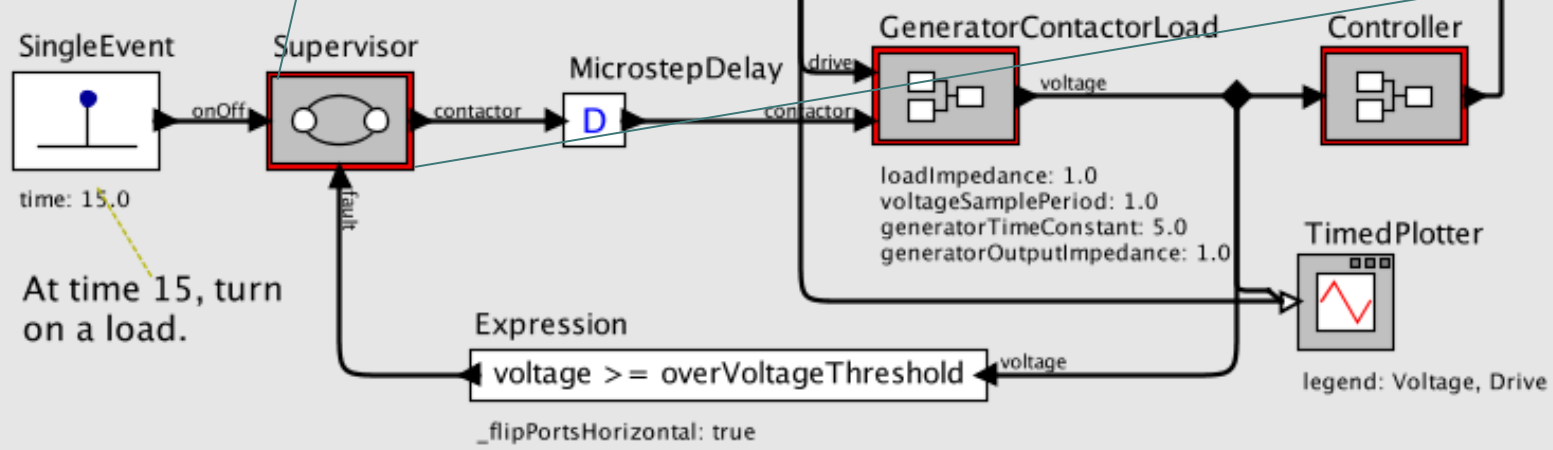 SingleEvent
onOff
time: 15.0
At time 15, turn
on a load.
Supervisor
contactor
fault
MicrostepDelay
D
drive
contactor
GeneratorContactorLoad
voltage
loadImpedance: 1.0
voltageSamplePeriod: 1.0
generatorTimeConstant: 5.0
generatorOutputImpedance: 1.0
Controller
TimedPlotter
legend: Voltage, Drive
Expression
voltage >= overVoltageThreshold
voltage
_flipPortsHorizontal: true